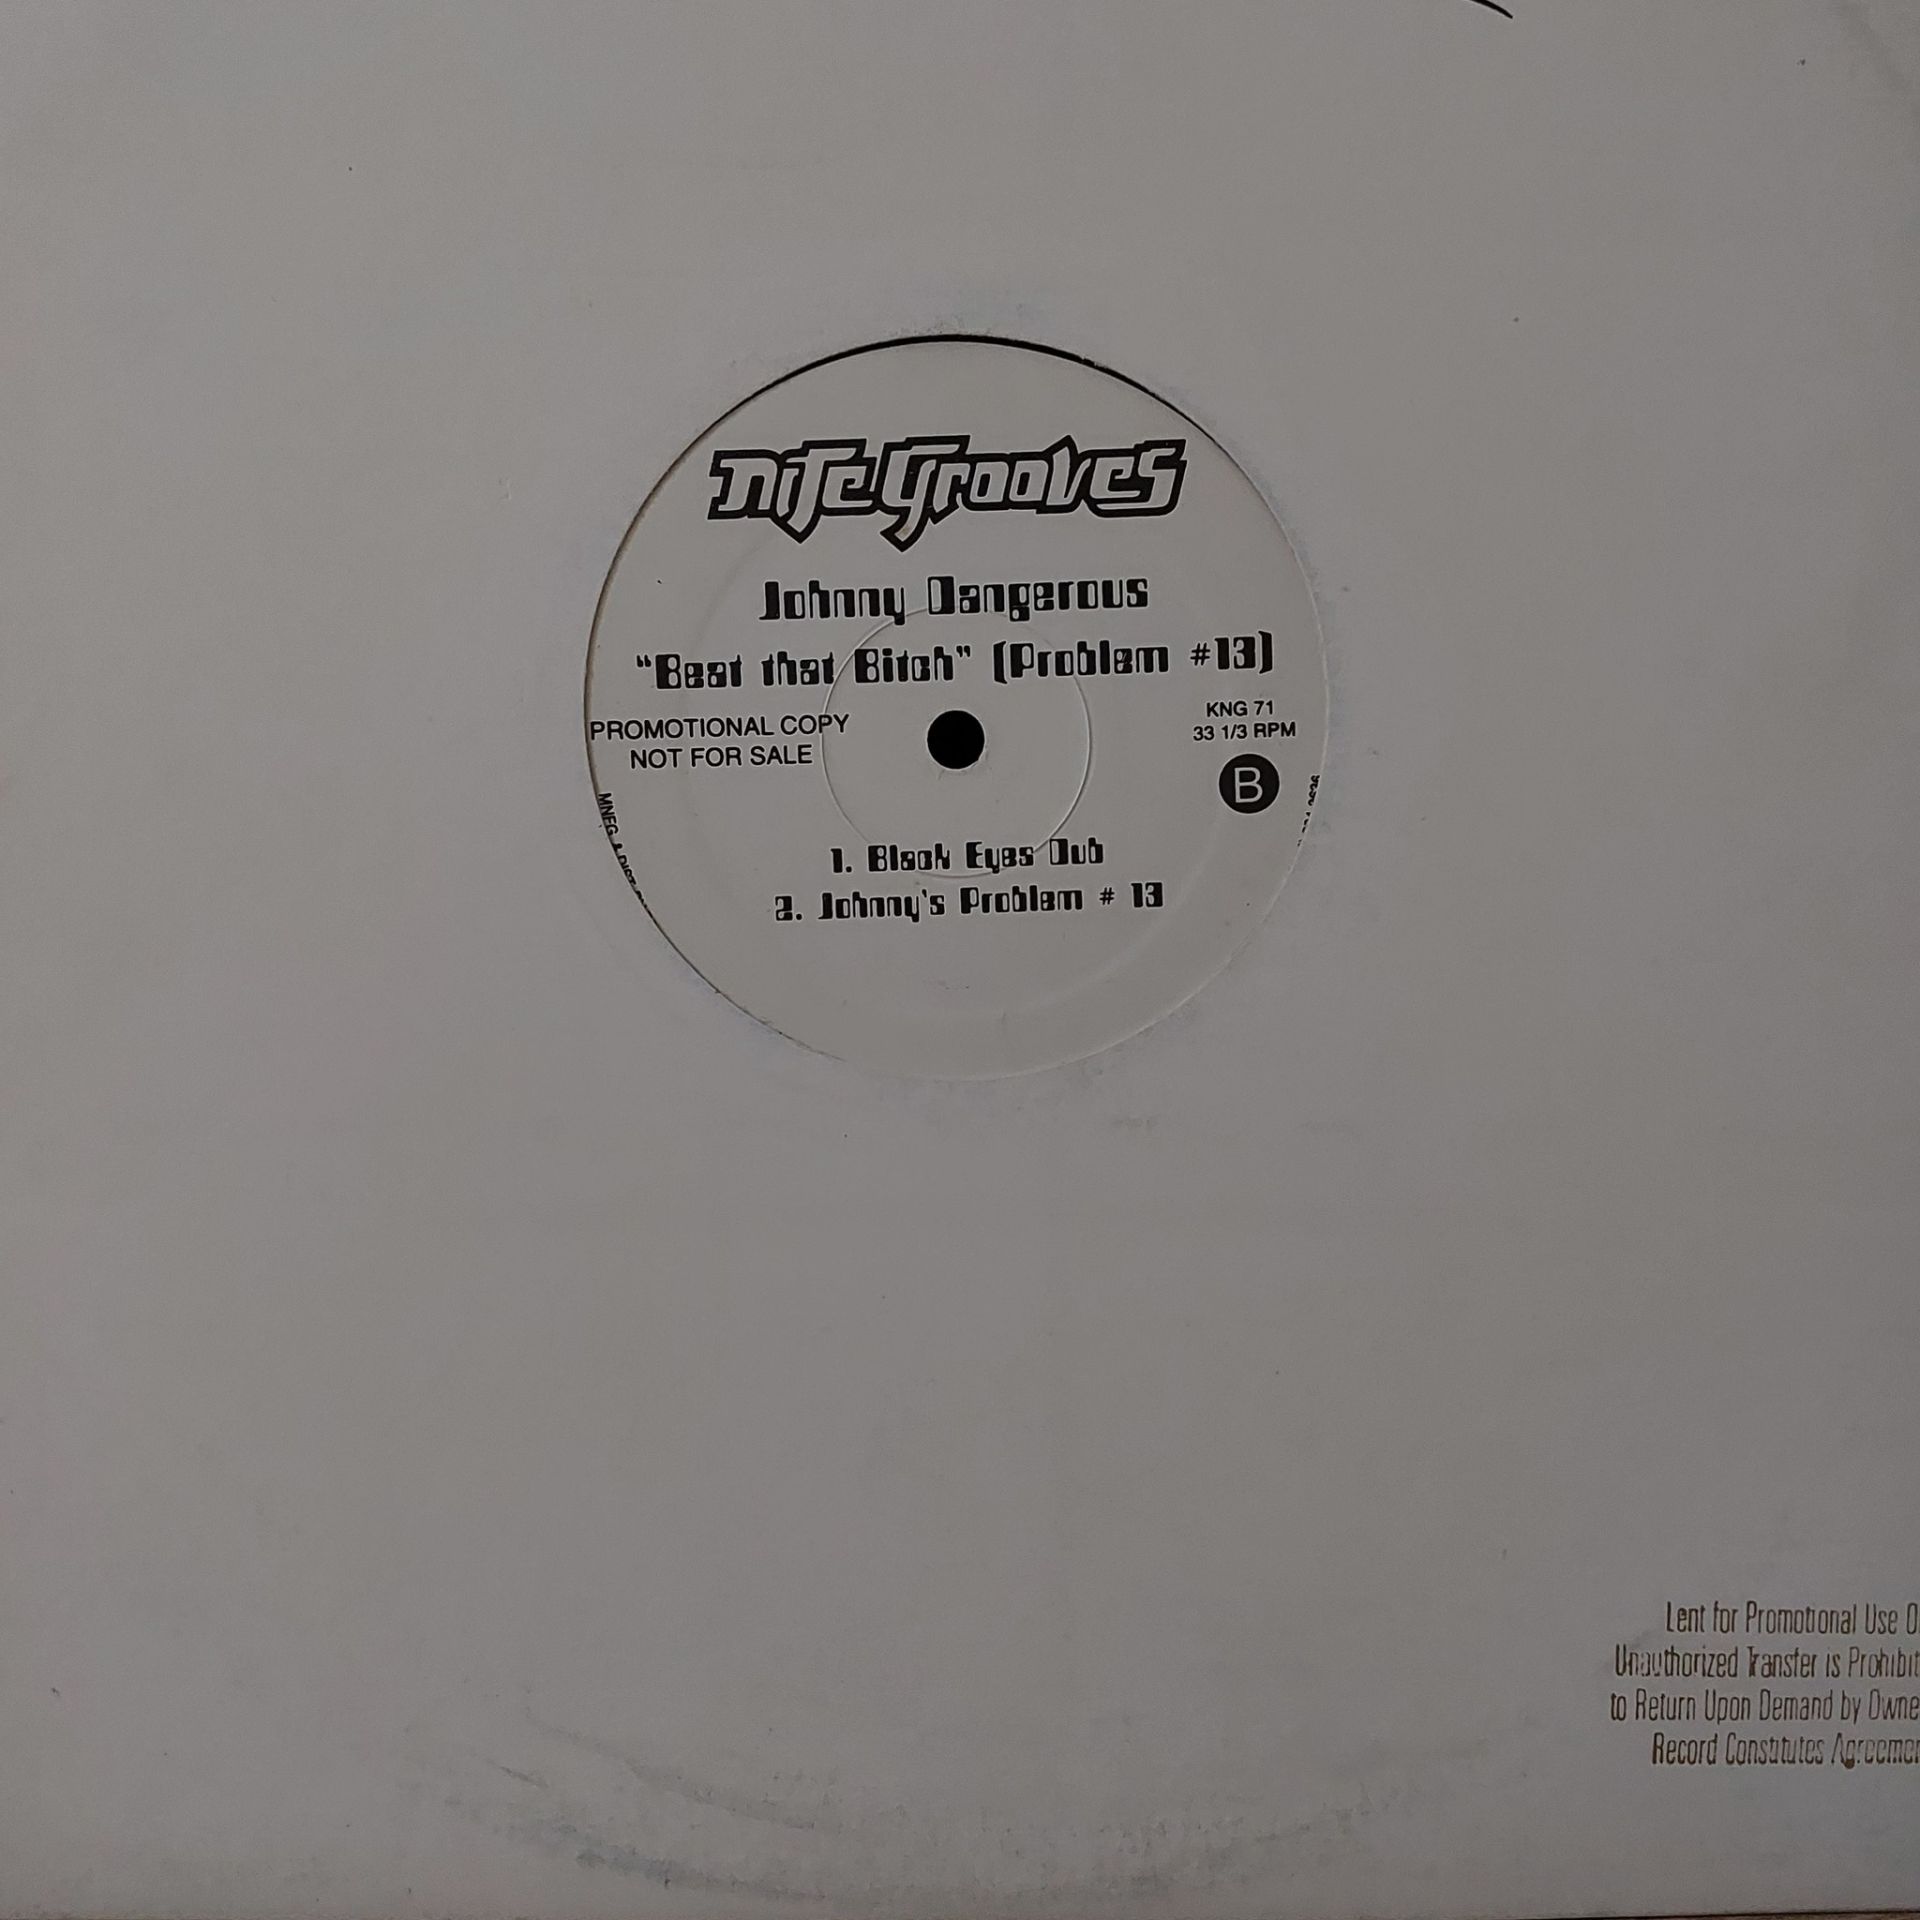 nite grooves
Johnny Dangerous
“Beat that Bitch” (Problem #13)
PROMOTIONAL COPY
NOT FOR SALE
KNG 71
33 1/3 RPM
B
MNFG. & DIST.
1. Black Eyes Dub
2. Johnny's Problem # 13
Lent for Promotional Use
Unauthorized Transfer is
to Return Upon Demand by
Record Constitutes